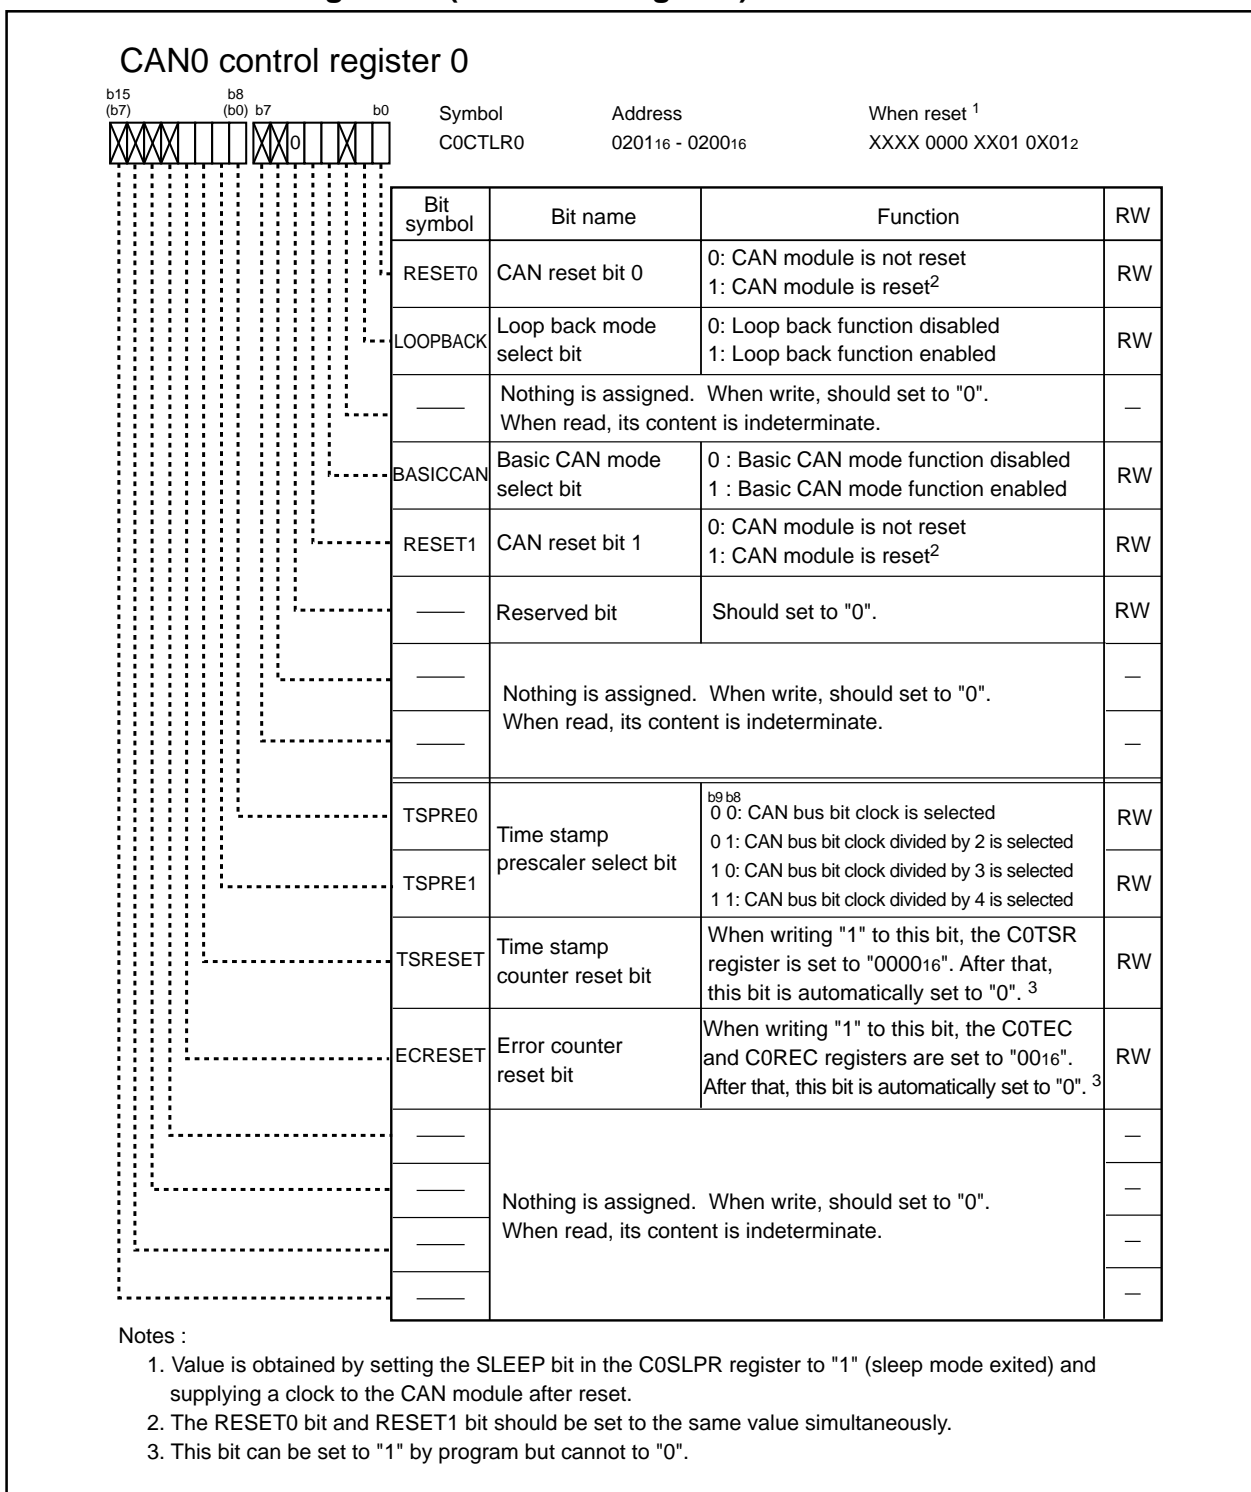 CAN0 control register 0
b15 b8
(b7) (b0) b7 b0
Symbol Address When reset 1
0
C0CTLR0 020116 - 020016 XXXX 0000 XX01 0X012
Bit symbol Bit name Function RW
RESET0 CAN reset bit 0 0: CAN module is not reset
1: CAN module is reset2 RW
LOOPBACK Loop back mode select bit 0: Loop back function disabled
1: Loop back function enabled RW
Nothing is assigned. When write, should set to "0".
When read, its content is indeterminate. —
BASICCAN Basic CAN mode select bit 0 : Basic CAN mode function disabled
1 : Basic CAN mode function enabled RW
RESET1 CAN reset bit 1 0: CAN module is not reset
1: CAN module is reset2 RW
Reserved bit Should set to "0". RW
Nothing is assigned. When write, should set to "0".
When read, its content is indeterminate.
—
—
TSPRE0 RW
TSPRE1 RW
Time stamp
prescaler select bit
b9 b8
0 0: CAN bus bit clock is selected
0 1: CAN bus bit clock divided by 2 is selected
1 0: CAN bus bit clock divided by 3 is selected
1 1: CAN bus bit clock divided by 4 is selected
TSRESET Time stamp counter reset bit When writing "1" to this bit, the C0TSR
register is set to "000016". After that,
this bit is automatically set to "0". 3 RW
ECRESET Error counter reset bit When writing "1" to this bit, the C0TEC
and C0REC registers are set to "0016".
After that, this bit is automatically set to "0". 3 RW
Nothing is assigned. When write, should set to "0".
When read, its content is indeterminate.
—
—
—
—
Notes :
1. Value is obtained by setting the SLEEP bit in the C0SLPR register to "1" (sleep mode exited) and
supplying a clock to the CAN module after reset.
2. The RESET0 bit and RESET1 bit should be set to the same value simultaneously.
3. This bit can be set to "1" by program but cannot to "0".